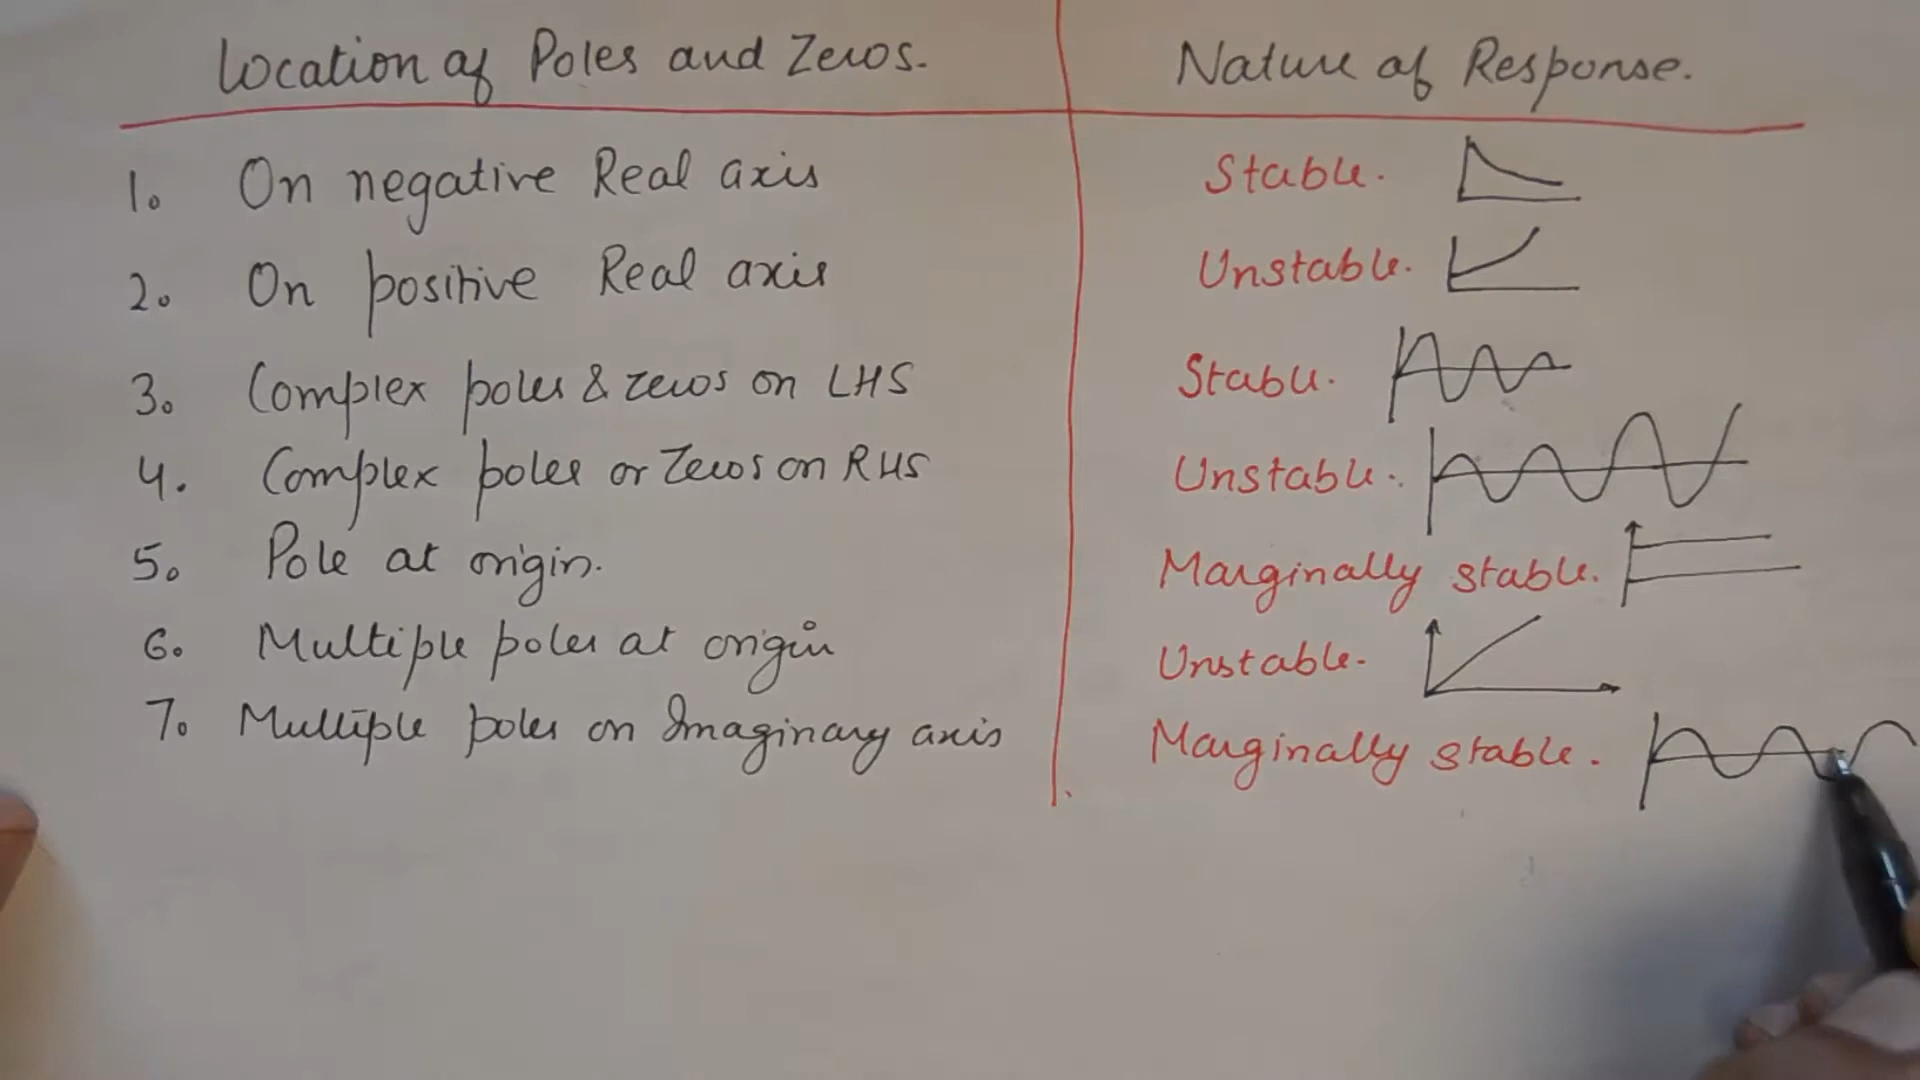 Location of Poles and Zeros.
Nature of Response.
1. On negative Real axis
Stable.
2. On positive Real axis
Unstable.
3. Complex poles & zeros on LHS
Stable.
4. Complex poles or Zeros on RHS
Unstable.
5. Pole at origin.
Marginally stable.
6. Multiple poles at origin
Unstable.
7. Multiple poles on Imaginary axis
Marginally stable.